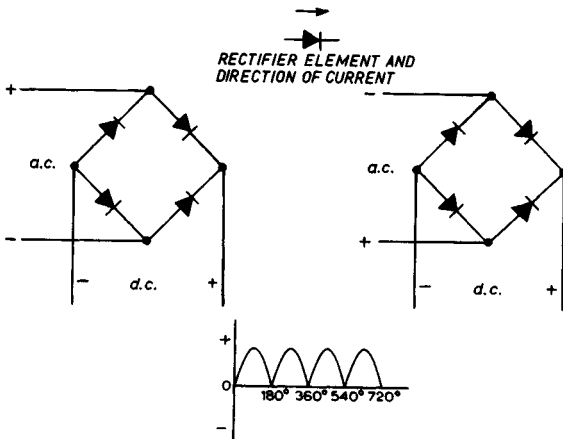 RECTIFIER ELEMENT AND
DIRECTION OF CURRENT
+
-
a.c.
a.c.
-
+
- d.c. +
- d.c. +
+
0
180° 360° 540° 720°
-